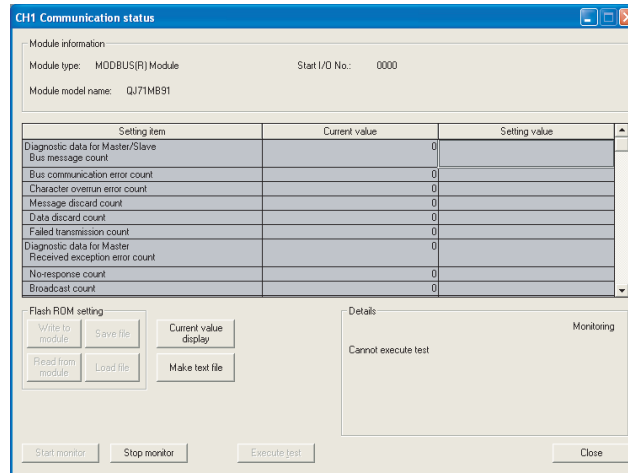 CH1 Communication status
Module information
Module type: MODBUS(R) Module Start I/O No.: 0000
Module model name: QJ71MB91
Setting item Current value Setting value
Diagnostic data for Master/Slave
Bus message count 0
Bus communication error count 0
Character overrun error count 0
Message discard count 0
Data discard count 0
Failed transmission count 0
Diagnostic data for Master
Received exception error count 0
No-response count 0
Broadcast count 0
Flash ROM setting
Write to
module
Save file
Current value
display
Read from
module
Load file
Make text file
Details
Monitoring
Cannot execute test
Start monitor Stop monitor Execute test Close